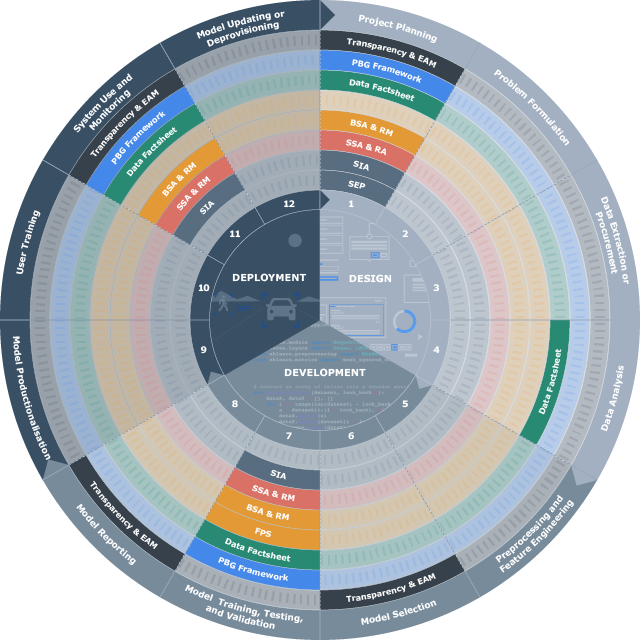 Project Planning
Problem Formulation
Data Extraction or
Procurement
Data Analysis
Preprocessing and
Feature Engineering
Model Selection
Model Training, Testing,
and Validation
Model Reporting
Model Productionalisation
User Training
System Use and
Monitoring
Model Updating or
Deprovisioning
Transparency & EAM
PBG Framework
Data Factsheet
BSA & RM
SSA & RA
SIA
SEP
Data Factsheet
Transparency & EAM
SIA
SSA & RM
BSA & RM
FPS
Data Factsheet
PBG Framework
Transparency & EAM
Transparency & EAM
PBG Framework
Data Factsheet
BSA & RM
SSA & RM
SIA
1
2
3
4
5
6
7
8
9
10
11
12
DESIGN
DEVELOPMENT
DEPLOYMENT